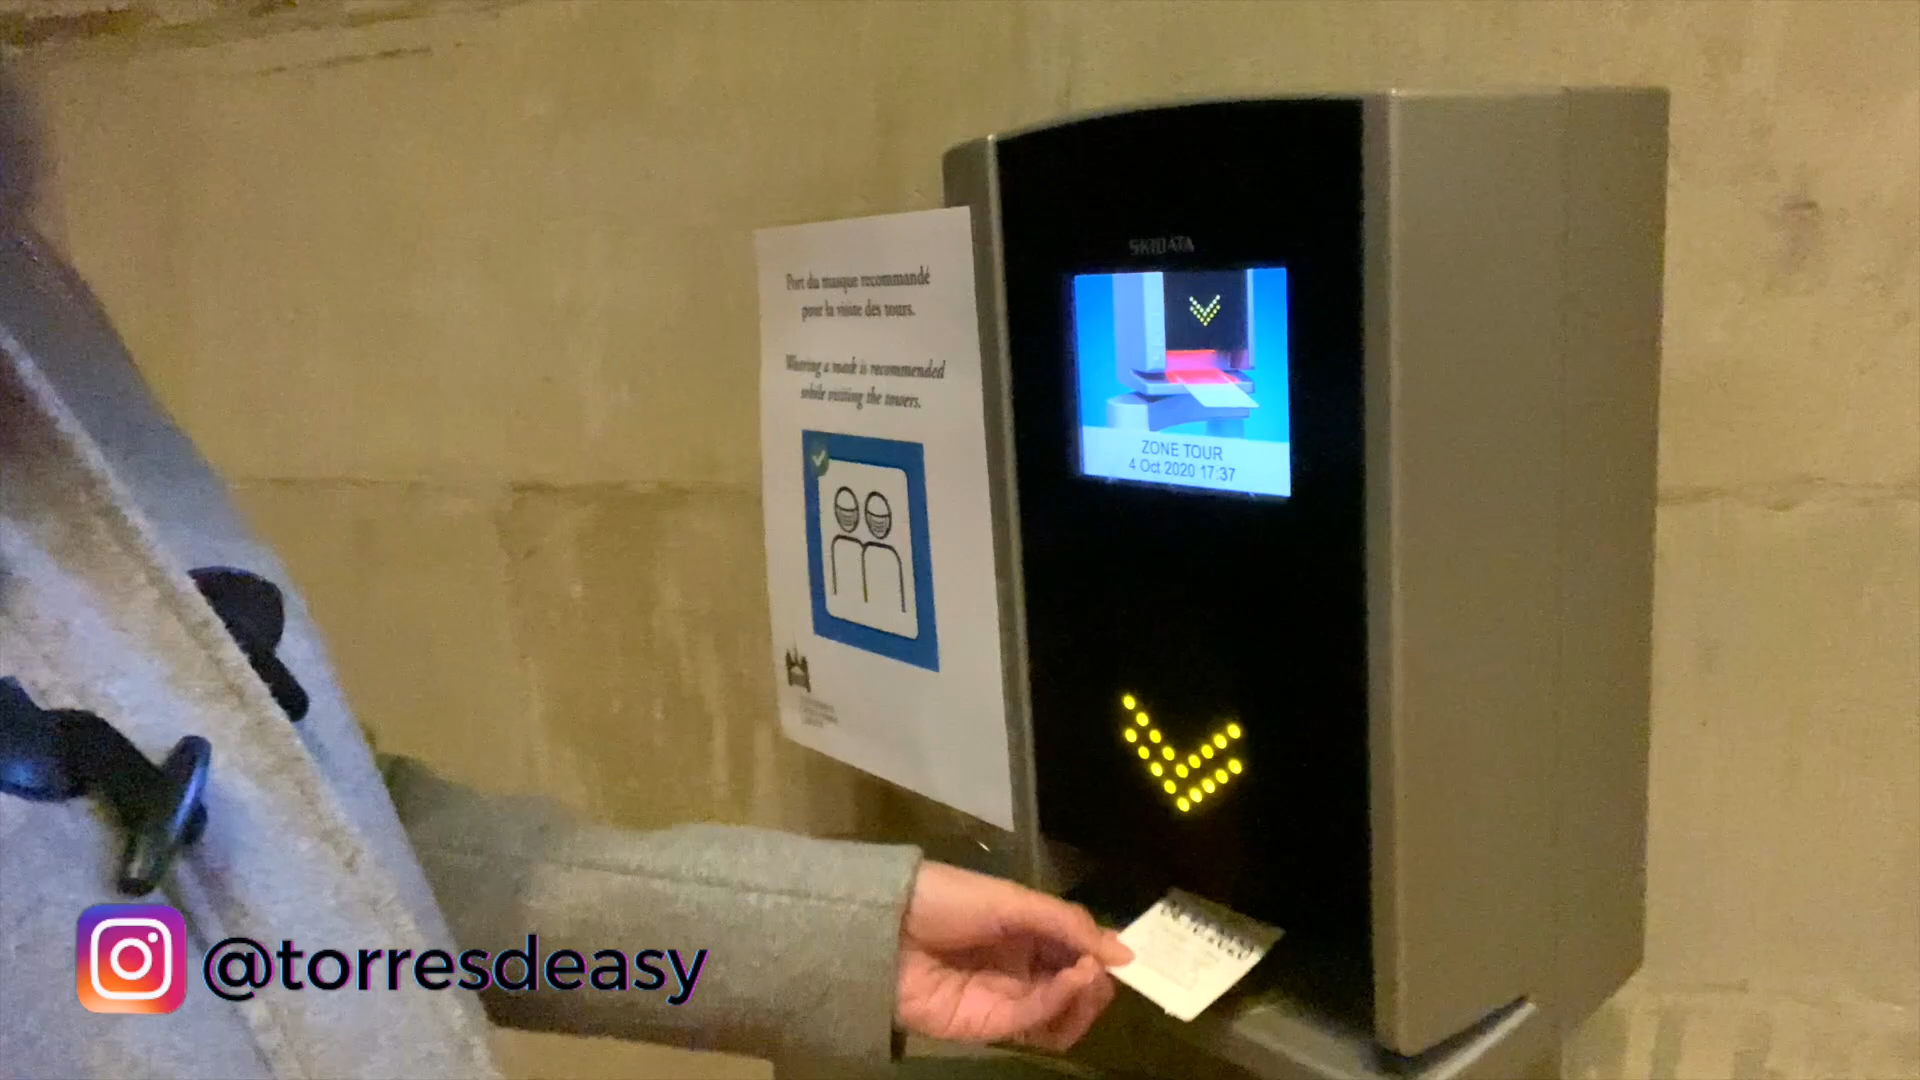 SKIDATA
Port du masque recommandé
pour la visite des tours.
Wearing a mask is recommended
while visiting the towers.
ZONE TOUR
4 Oct 2020 17:37
@torresdeasy